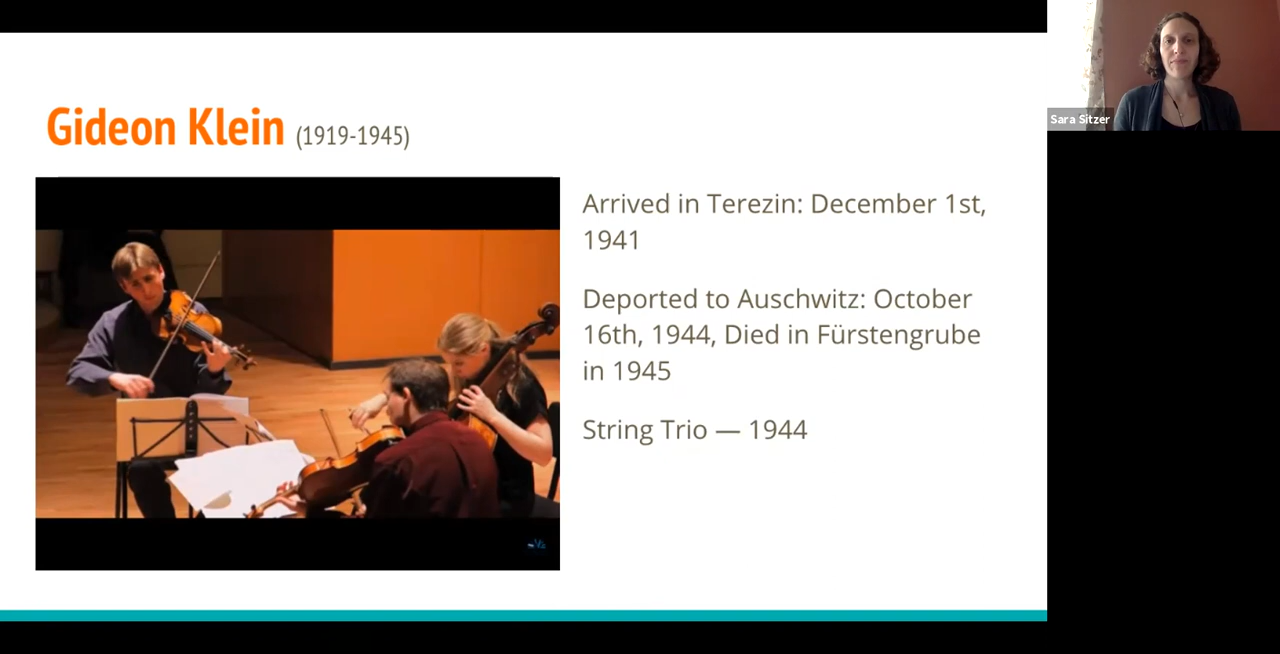 Gideon Klein (1919-1945)
Arrived in Terezin: December 1st,
1941
Deported to Auschwitz: October
16th, 1944, Died in Fürstengrube
in 1945
String Trio — 1944
Sara Sitzer